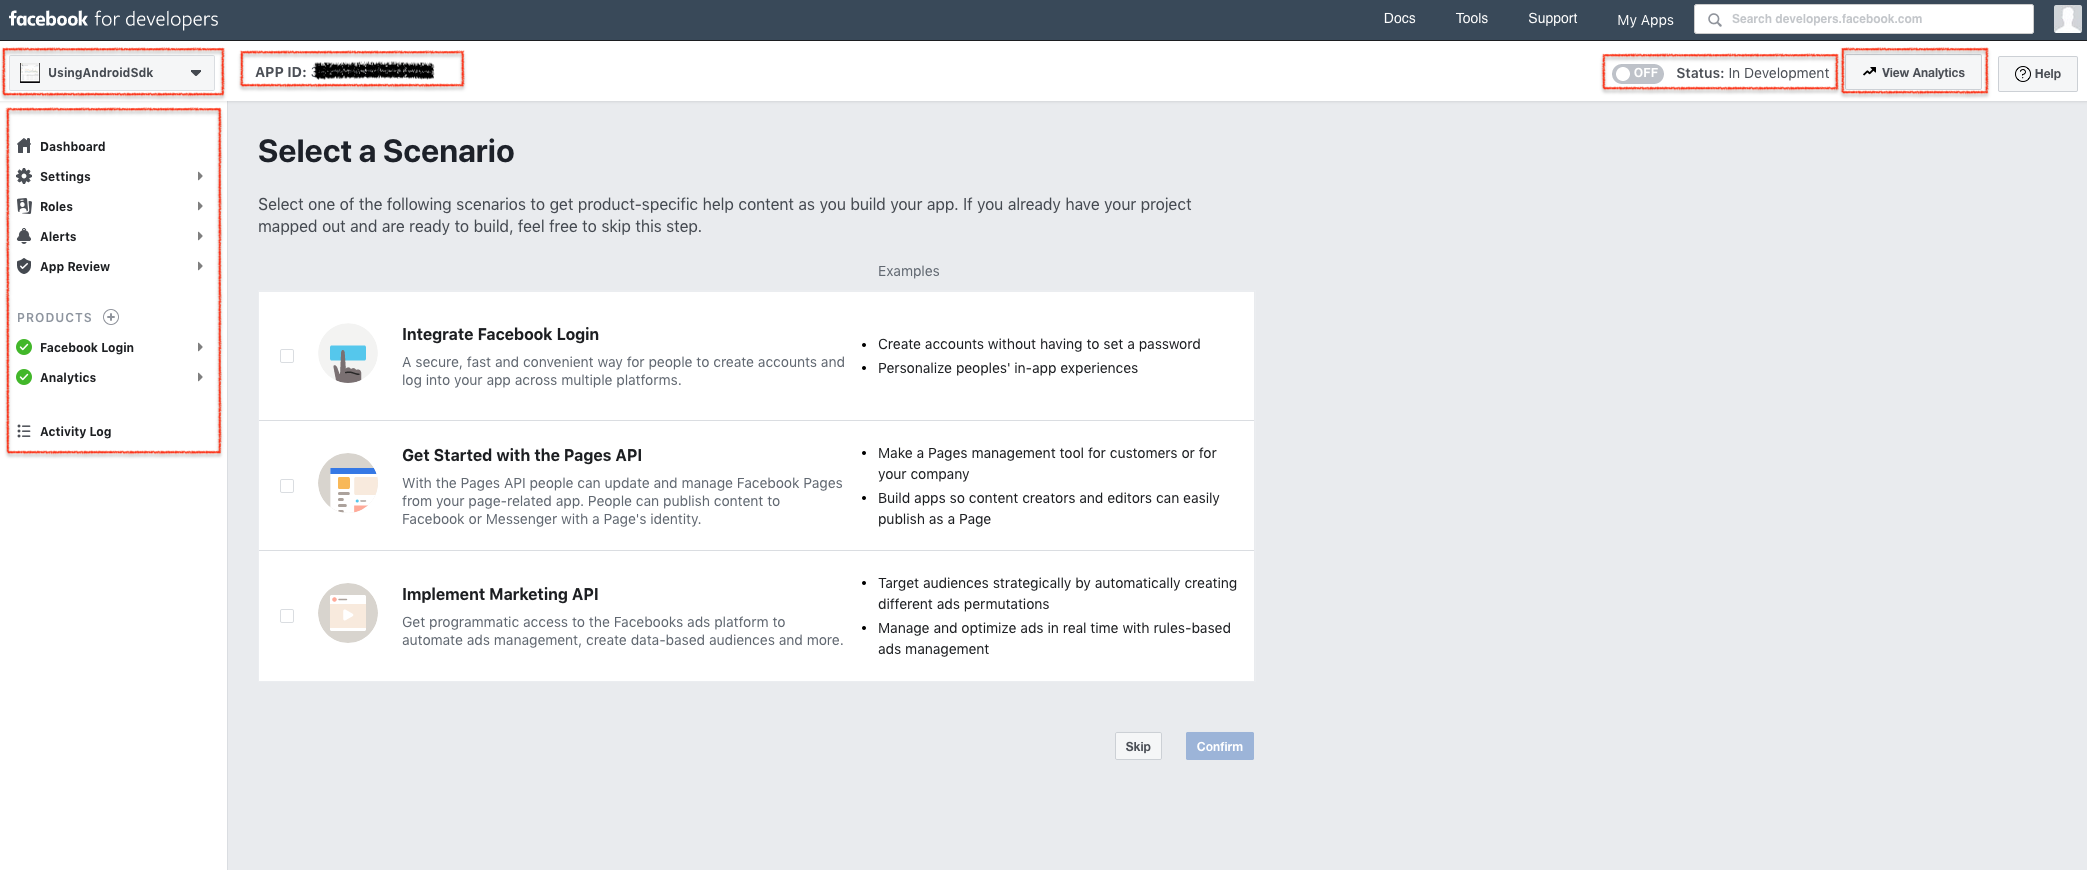 facebook for developers
Docs
Tools
Support
My Apps
Search developers.facebook.com
UsingAndroidSdk
APP ID:
OFF
Status: In Development
View Analytics
Help
Dashboard
Settings
Roles
Alerts
App Review
PRODUCTS
Facebook Login
Analytics
Activity Log
Select a Scenario
Select one of the following scenarios to get product-specific help content as you build your app. If you already have your project
mapped out and are ready to build, feel free to skip this step.
Examples
Integrate Facebook Login
A secure, fast and convenient way for people to create accounts and
log into your app across multiple platforms.
• Create accounts without having to set a password
• Personalize peoples' in-app experiences
Get Started with the Pages API
With the Pages API people can update and manage Facebook Pages
from your page-related app. People can publish content to
Facebook or Messenger with a Page's identity.
• Make a Pages management tool for customers or for
your company
• Build apps so content creators and editors can easily
publish as a Page
Implement Marketing API
Get programmatic access to the Facebooks ads platform to
automate ads management, create data-based audiences and more.
• Target audiences strategically by automatically creating
different ads permutations
• Manage and optimize ads in real time with rules-based
ads management
Skip
Confirm